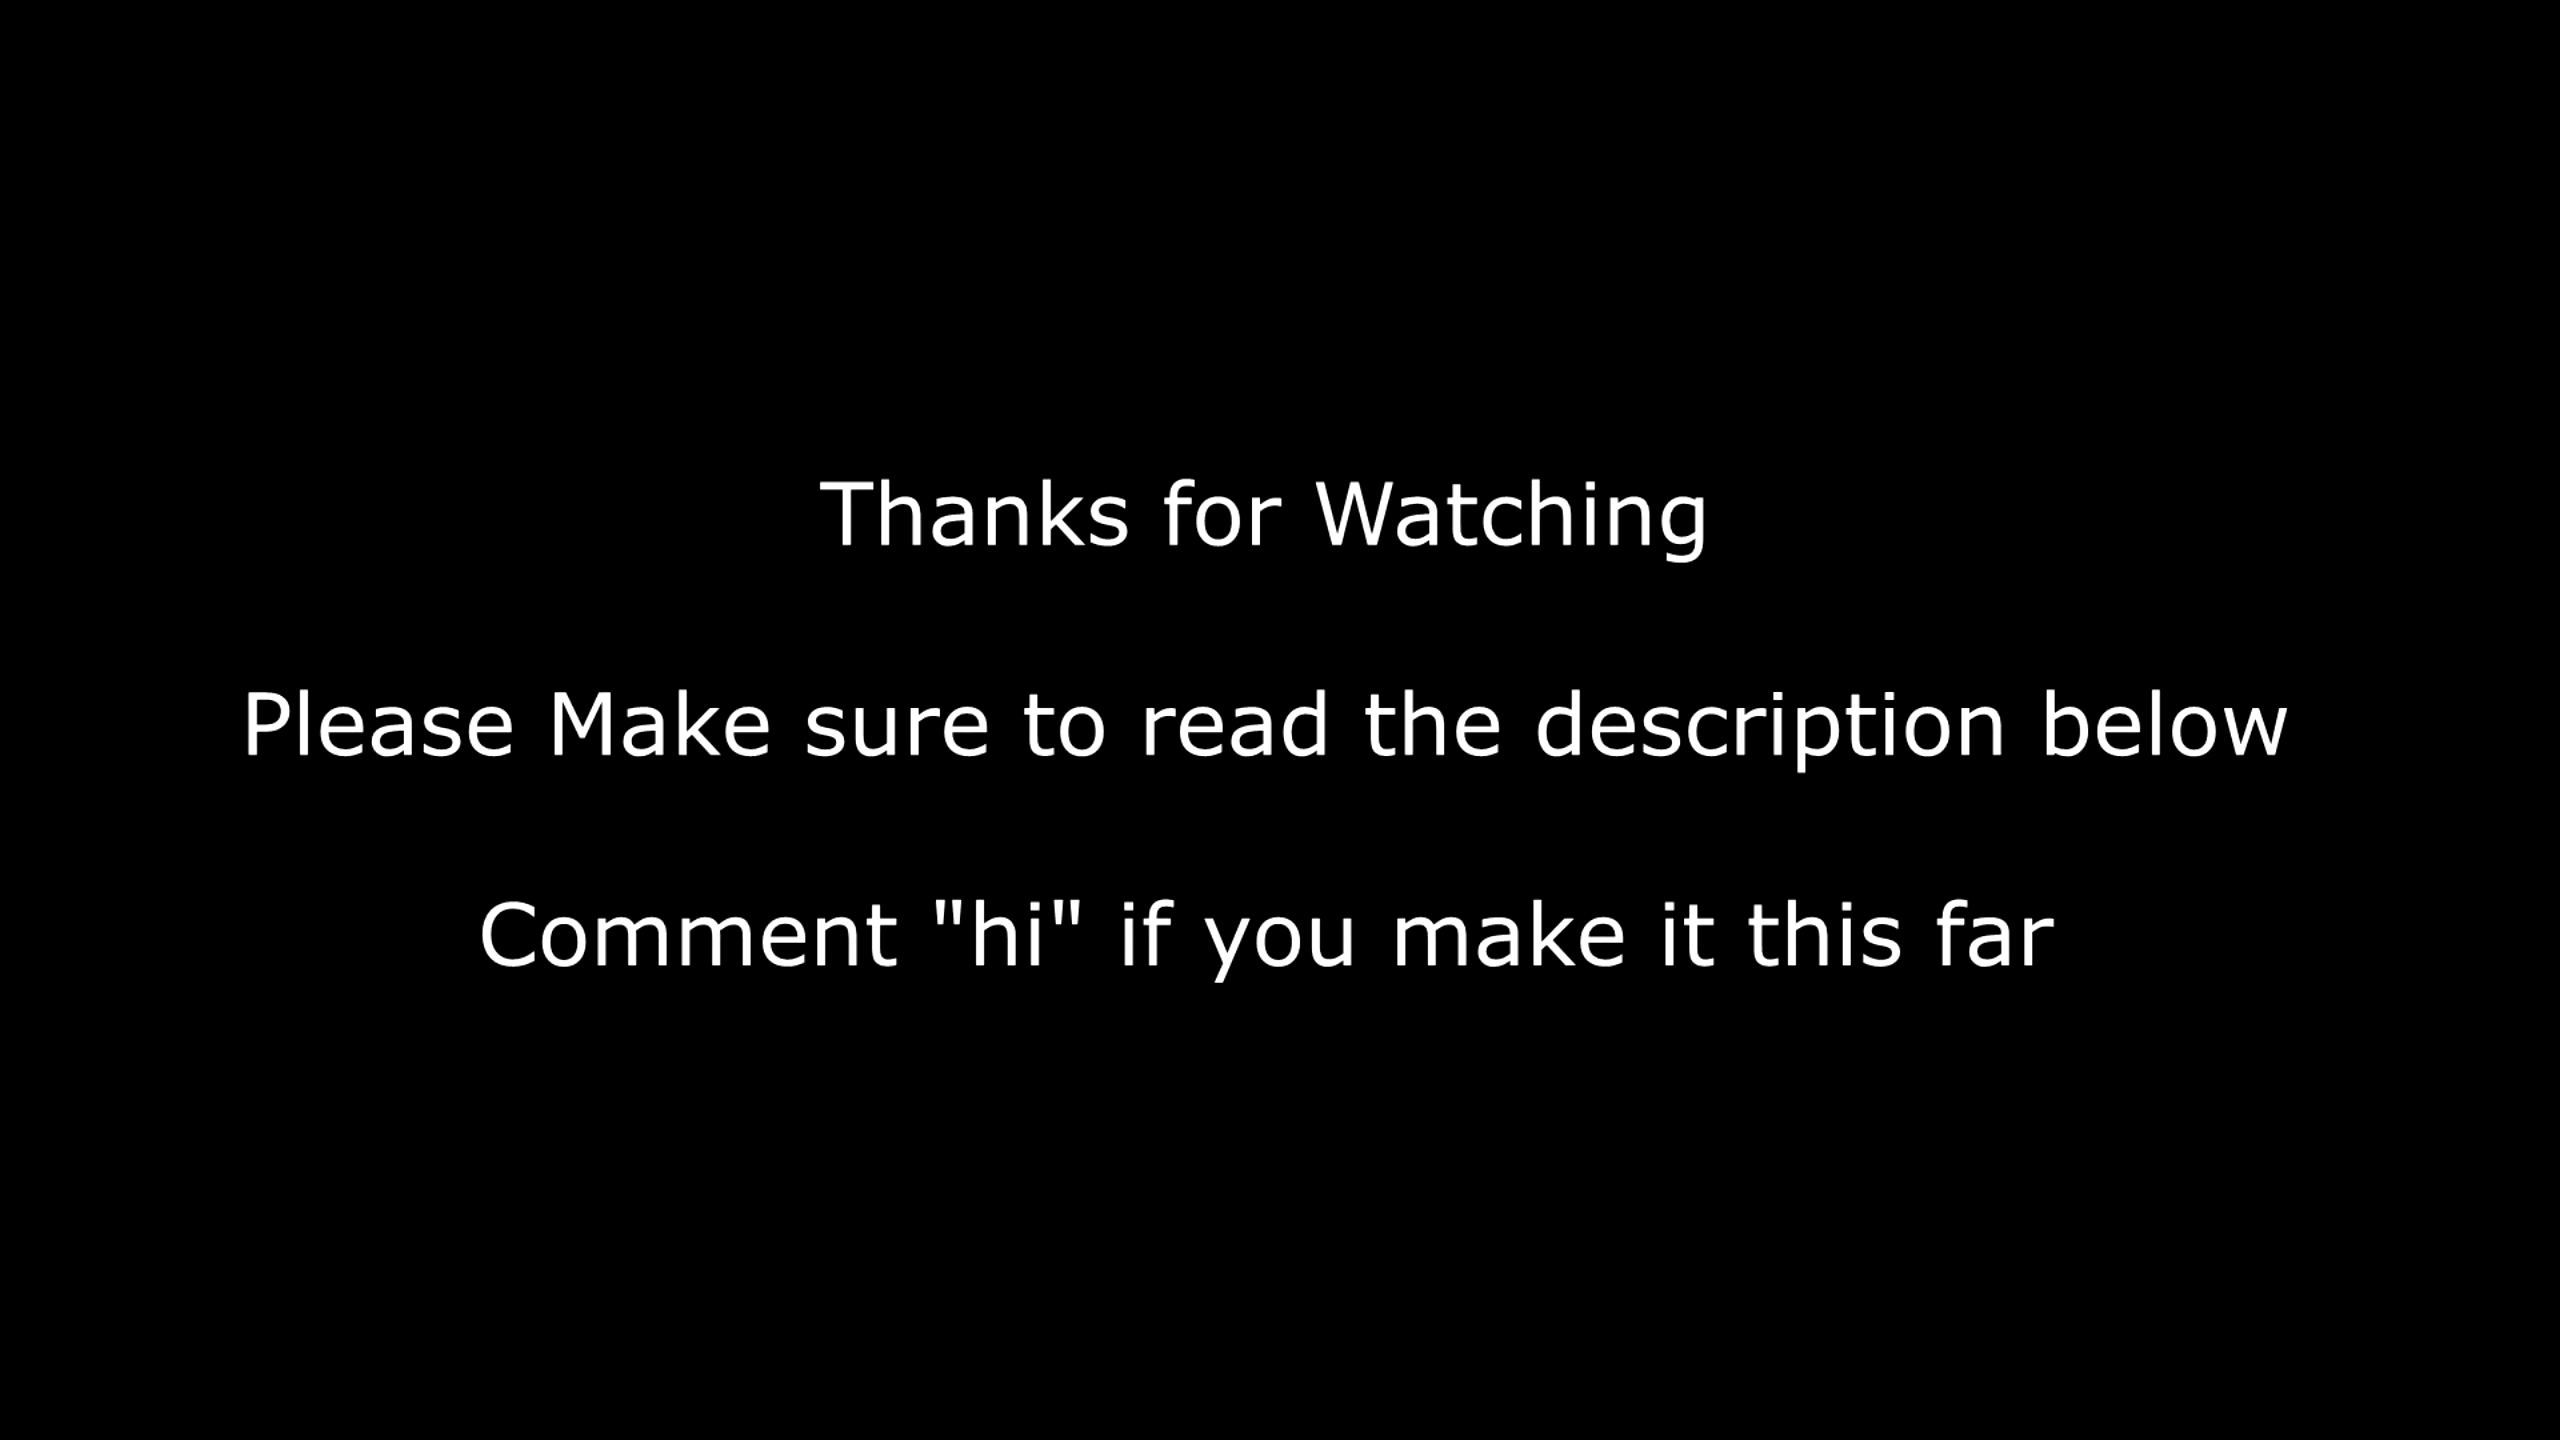 Thanks for Watching
Please Make sure to read the description below
Comment "hi" if you make it this far